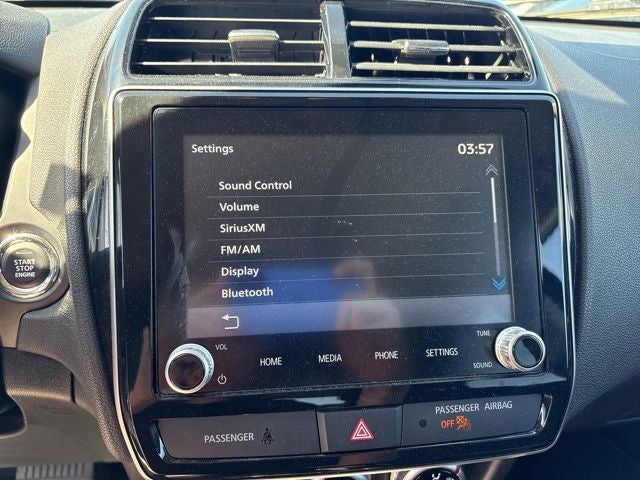 Settings 03:57
Sound Control
Volume
SiriusXM
FM/AM
Display
Bluetooth
START
STOP
ENGINE
VOL
HOME MEDIA PHONE SETTINGS
TUNE
SOUND
PASSENGER
PASSENGER AIRBAG
OFF